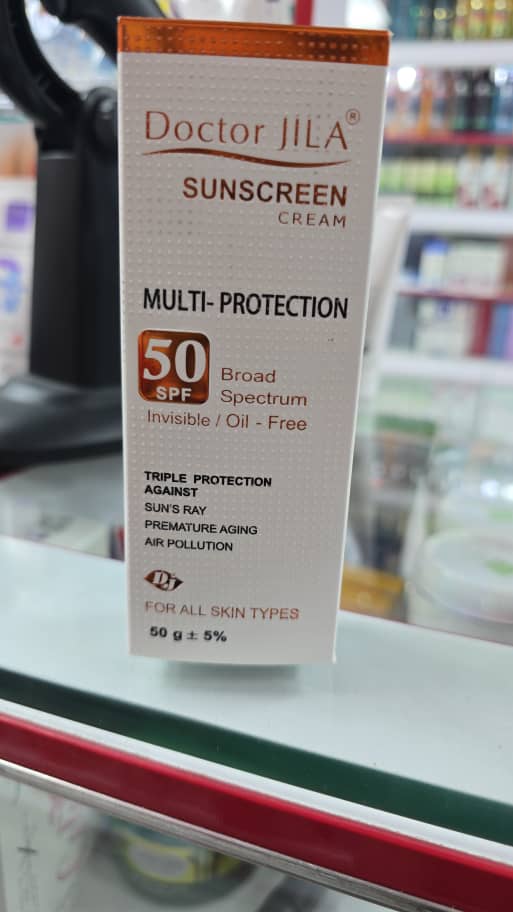 Doctor JILA®
SUNSCREEN
CREAM
MULTI- PROTECTION
50
SPF
Broad
Spectrum
Invisible / Oil - Free
TRIPLE PROTECTION
AGAINST
SUN'S RAY
PREMATURE AGING
AIR POLLUTION
Dj
FOR ALL SKIN TYPES
50 g ± 5%